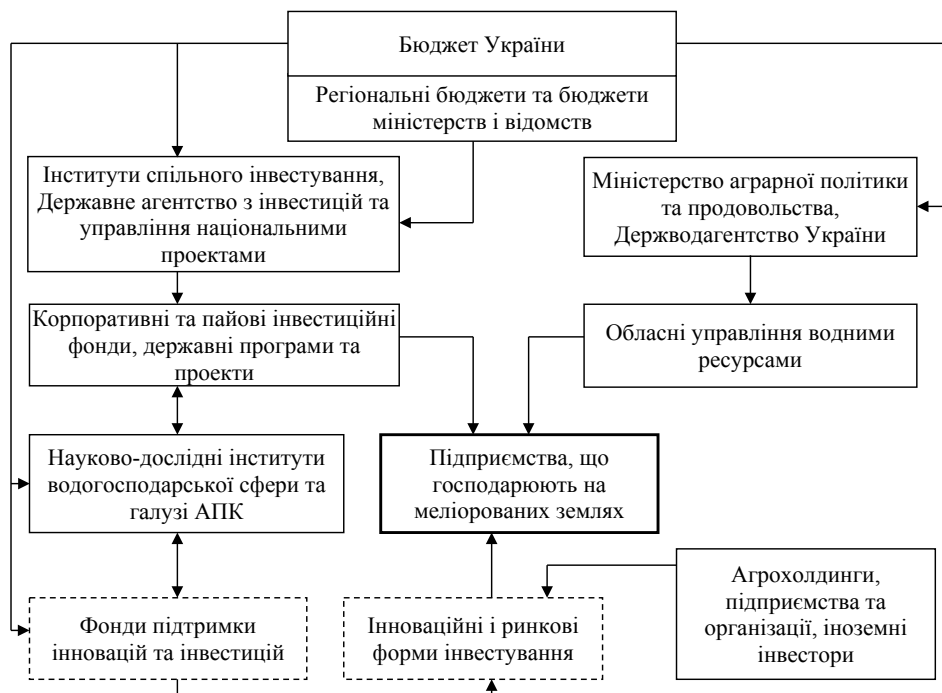 Бюджет України
Регіональні бюджети та бюджети
міністерств і відомств
Інститути спільного інвестування,
Державне агентство з інвестицій та
управління національними
проектами
Міністерство аграрної політики
та продовольства,
Держводагентство України
Корпоративні та пайові інвестиційні
фонди, державні програми та
проекти
Обласні управління водними
ресурсами
Науково-дослідні інститути
водогосподарської сфери та
галузі АПК
Підприємства, що
господарюють на
меліорованих землях
Агрохолдинги,
підприємства та
організації, іноземні
інвестори
Фонди підтримки
інновацій та інвестицій
Інноваційні і ринкові
форми інвестування